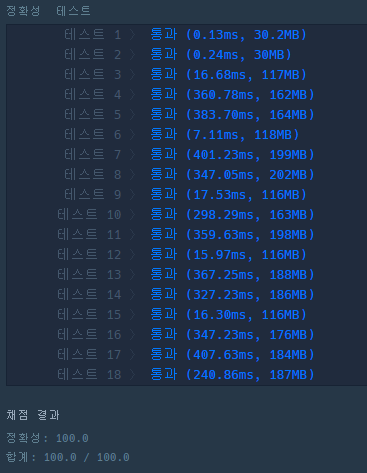 정확성 테스트
테스트 1 〉 통과 (0.13ms, 30.2MB)
테스트 2 〉 통과 (0.24ms, 30MB)
테스트 3 〉 통과 (16.68ms, 117MB)
테스트 4 〉 통과 (360.78ms, 162MB)
테스트 5 〉 통과 (383.70ms, 164MB)
테스트 6 〉 통과 (7.11ms, 118MB)
테스트 7 〉 통과 (401.23ms, 199MB)
테스트 8 〉 통과 (347.05ms, 202MB)
테스트 9 〉 통과 (17.53ms, 116MB)
테스트 10 〉 통과 (298.29ms, 163MB)
테스트 11 〉 통과 (359.63ms, 198MB)
테스트 12 〉 통과 (15.97ms, 116MB)
테스트 13 〉 통과 (367.25ms, 188MB)
테스트 14 〉 통과 (327.23ms, 186MB)
테스트 15 〉 통과 (16.30ms, 116MB)
테스트 16 〉 통과 (347.23ms, 176MB)
테스트 17 〉 통과 (407.63ms, 184MB)
테스트 18 〉 통과 (240.86ms, 187MB)
채점 결과
정확성: 100.0
합계: 100.0 / 100.0